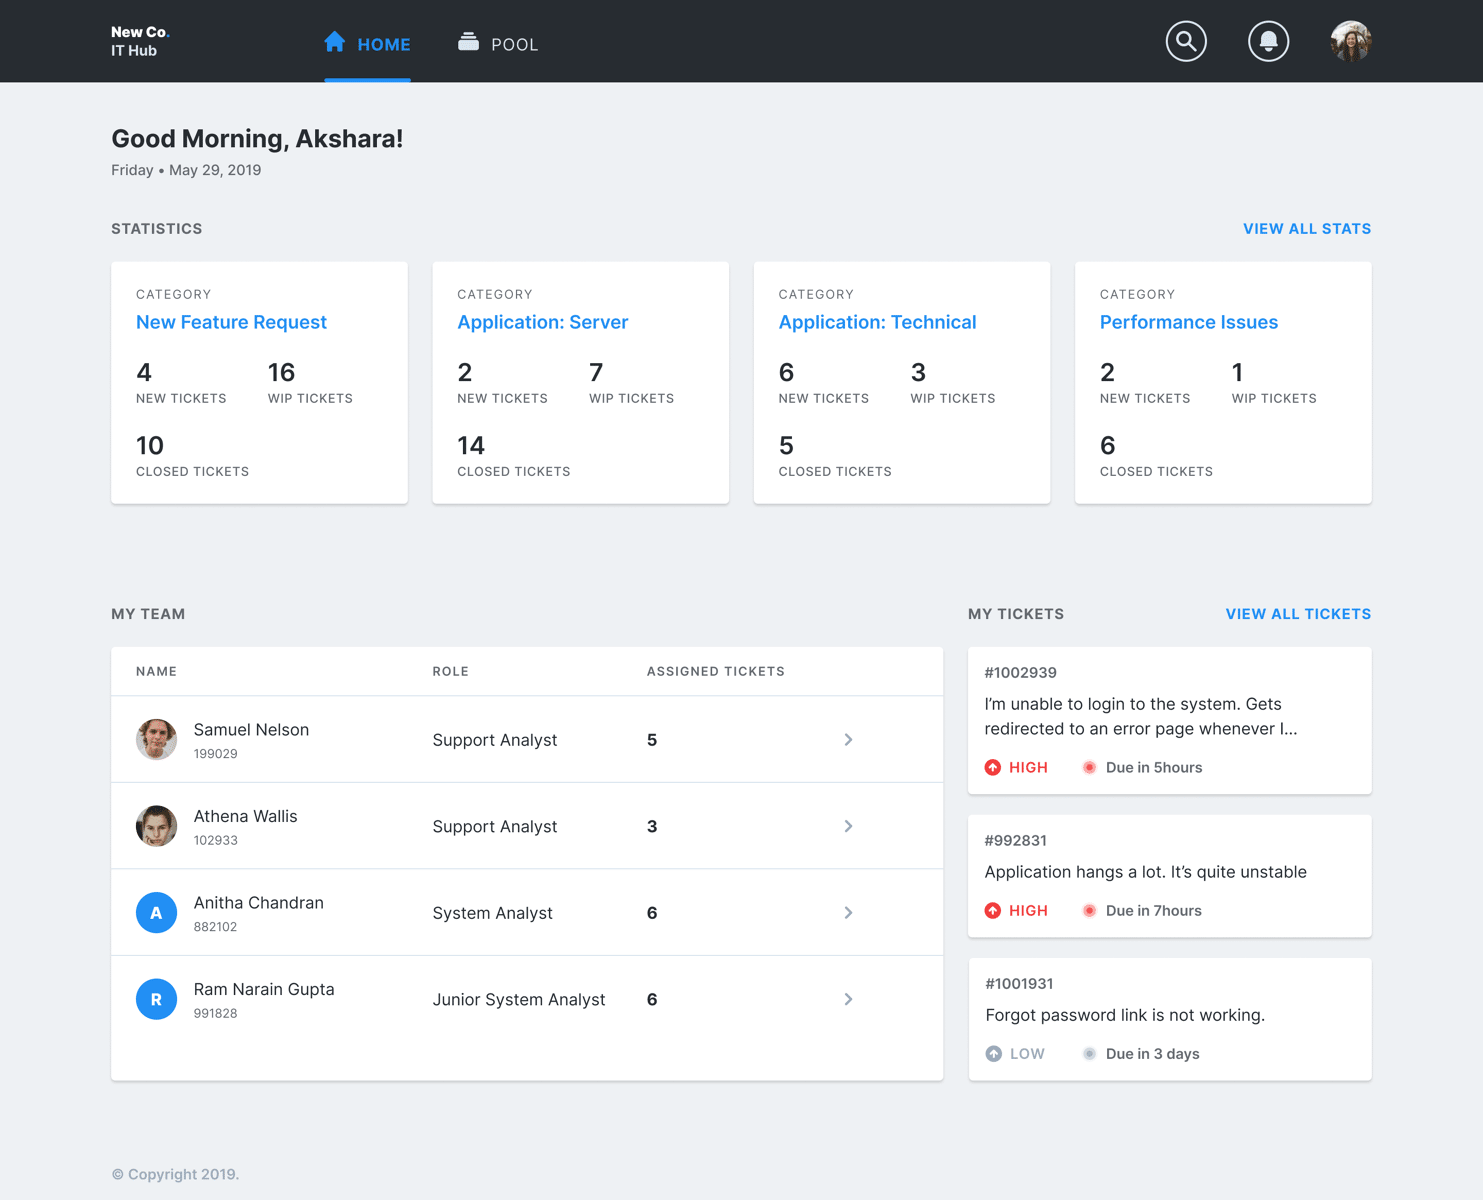 New Co.
IT Hub
HOME
POOL
Good Morning, Akshara!
Friday • May 29, 2019
STATISTICS
VIEW ALL STATS
CATEGORY
New Feature Request
4
NEW TICKETS
16
WIP TICKETS
10
CLOSED TICKETS
CATEGORY
Application: Server
2
NEW TICKETS
7
WIP TICKETS
14
CLOSED TICKETS
CATEGORY
Application: Technical
6
NEW TICKETS
3
WIP TICKETS
5
CLOSED TICKETS
CATEGORY
Performance Issues
2
NEW TICKETS
1
WIP TICKETS
6
CLOSED TICKETS
MY TEAM
NAME ROLE ASSIGNED TICKETS
Samuel Nelson
199029
Support Analyst
5
Athena Wallis
102933
Support Analyst
3
A
Anitha Chandran
882102
System Analyst
6
R
Ram Narain Gupta
991828
Junior System Analyst
6
MY TICKETS
VIEW ALL TICKETS
#1002939
I’m unable to login to the system. Gets
redirected to an error page whenever I...
HIGH Due in 5hours
#992831
Application hangs a lot. It’s quite unstable
HIGH Due in 7hours
#1001931
Forgot password link is not working.
LOW Due in 3 days
© Copyright 2019.